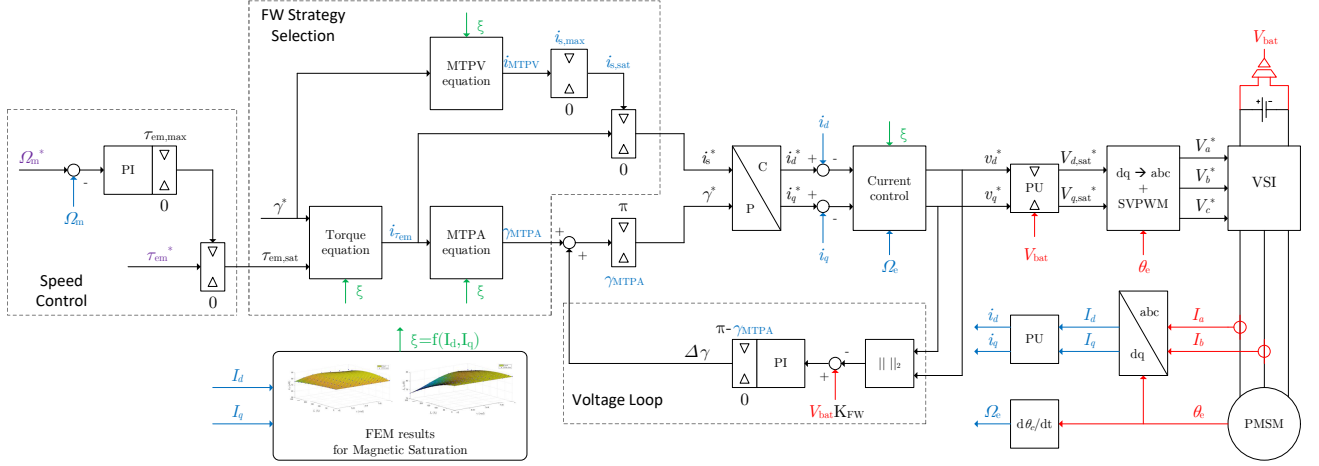 FW Strategy
Selection
ξ
MTPV
equation
i_MTPV
i_s,max
0
i_s,sat
0
V_bat
+ -
Speed
Control
Ω_m*
-
Ω_m
PI
τ_em,max
0
τ_em*
0
τ_em,sat
γ*
Torque
equation
ξ
i_τem
MTPA
equation
ξ
γ_MTPA
+
+
π
γ_MTPA
i_s*
γ*
C
P
i_d*
i_q*
i_d
+
-
+
-
i_q
ξ
Current
control
Ω_e
v_d*
v_q*
PU
V_bat
V_d,sat*
V_q,sat*
dq → abc
+
SVPWM
θ_e
V_a*
V_b*
V_c*
VSI
Voltage Loop
Δγ
π-γ_MTPA
0
PI
-
+
V_bat K_FW
|| ||₂
i_d
i_q
PU
I_d
I_q
abc
dq
I_a
I_b
Ω_e
dθ_e/dt
θ_e
PMSM
ξ=f(I_d,I_q)
I_d
I_q
FEM results
for Magnetic Saturation